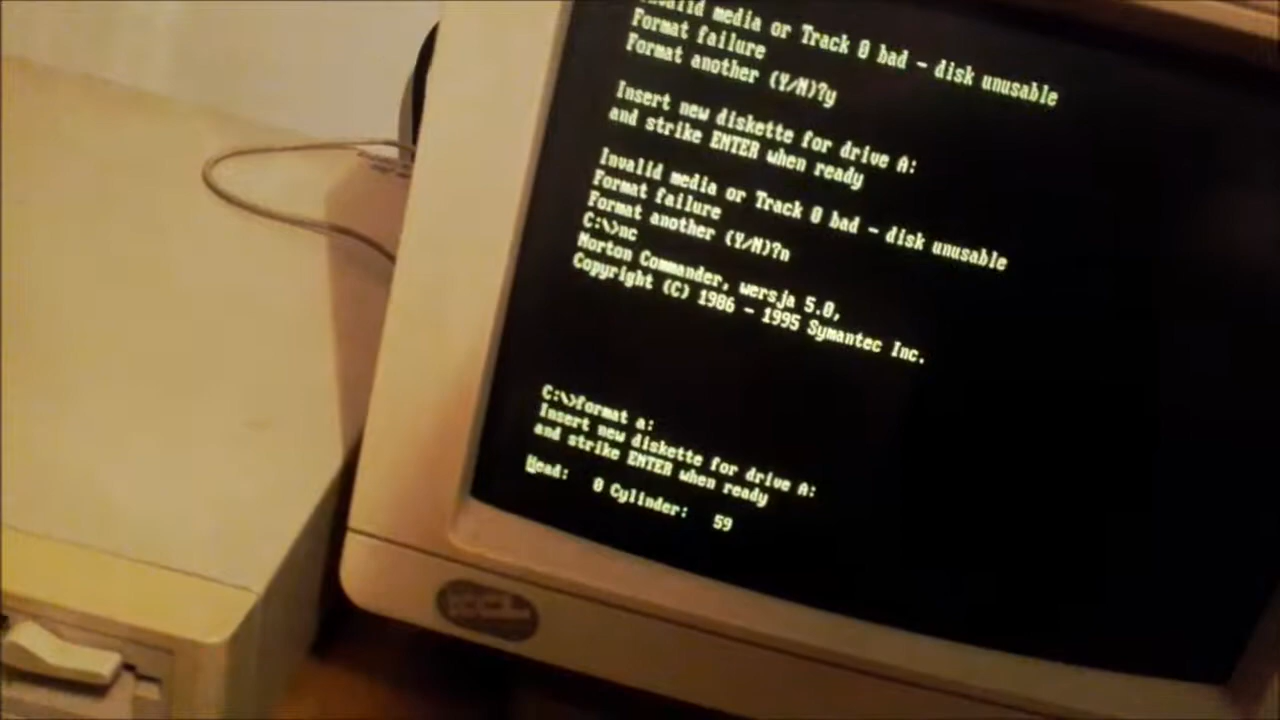 Invalid media or Track 0 bad - disk unusable
Format failure
Format another (Y/N)?y
Insert new diskette for drive A:
and strike ENTER when ready
Invalid media or Track 0 bad - disk unusable
Format failure
Format another (Y/N)?n
C:\>nc
Norton Commander, wersja 5.0,
Copyright (C) 1986 - 1995 Symantec Inc.
C:\>format a:
Insert new diskette for drive A:
and strike ENTER when ready
Head: 0 Cylinder: 59